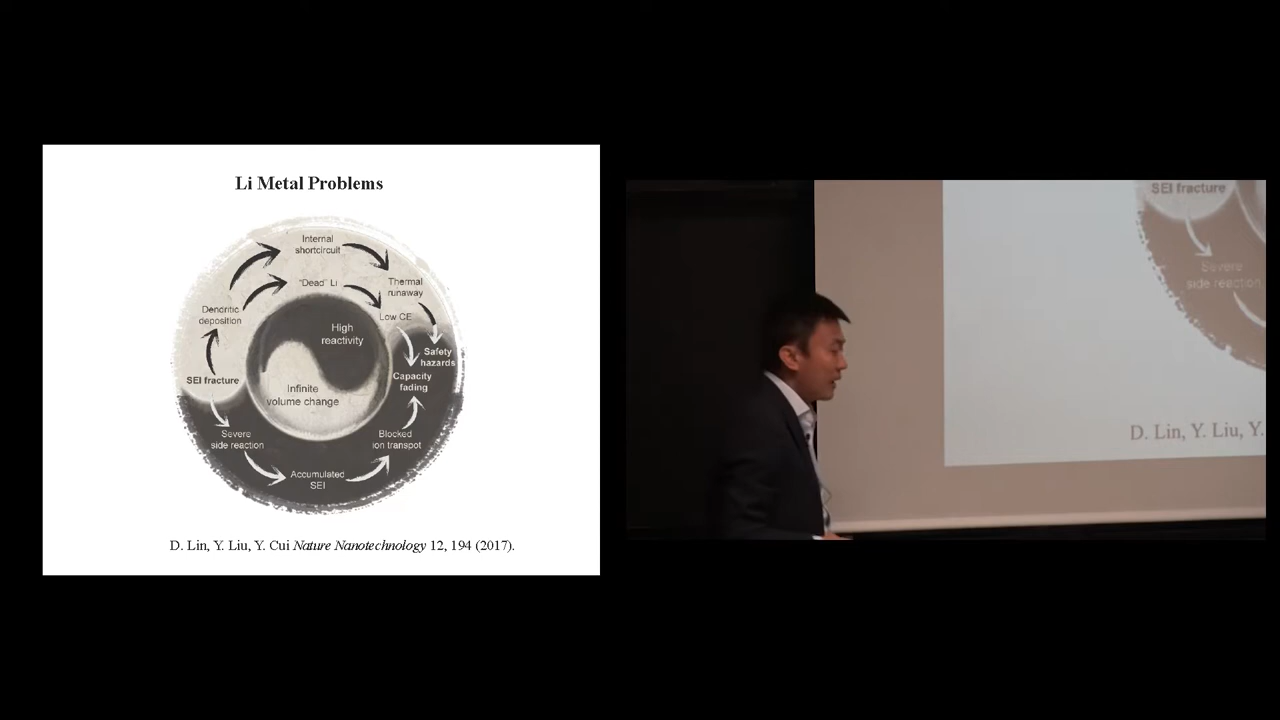 Li Metal Problems
Internal
shortcircuit
"Dead" Li
Thermal
runaway
Low CE
Dendritic
deposition
High
reactivity
Safety
hazards
Capacity
fading
SEI fracture
Infinite
volume change
Severe
side reaction
Blocked
ion transpot
Accumulated
SEI
D. Lin, Y. Liu, Y. Cui Nature Nanotechnology 12, 194 (2017).
SEI fracture
Severe
side reaction
D. Lin, Y. Liu, Y.